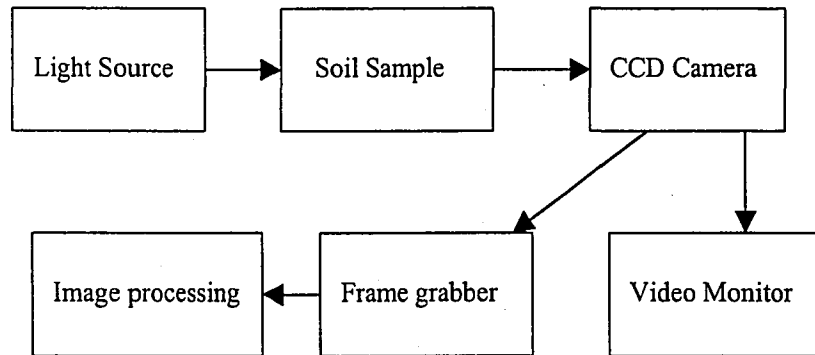 Light Source
Soil Sample
CCD Camera
Image processing
Frame grabber
Video Monitor